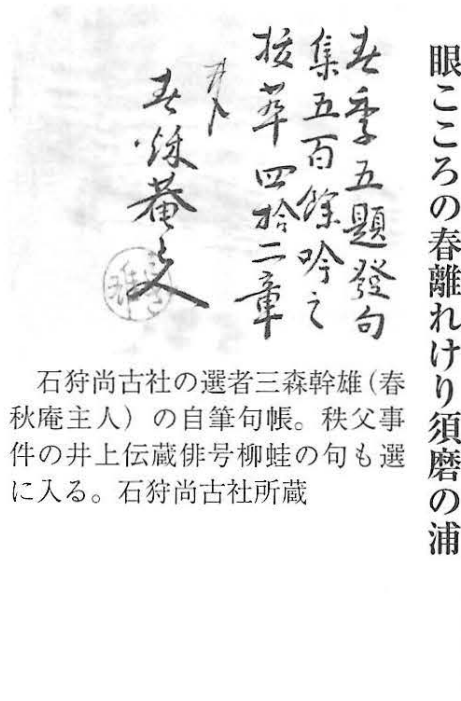 眼こころの春離れけり須磨の浦
春季五題發句
集五百餘吟之
抜萃四拾二章
春秋菴主人
石狩尚古社の選者三森幹雄(春
秋庵主人)の自筆句帳。秩父事
件の井上伝蔵俳号柳蛙の句も選
に入る。石狩尚古社所蔵